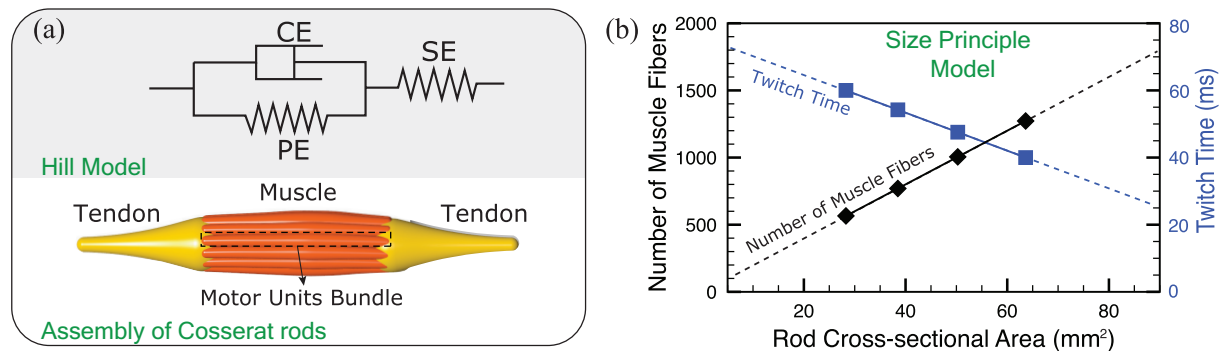 (a)
CE
SE
PE
Hill Model
Muscle
Tendon
Tendon
Motor Units Bundle
Assembly of Cosserat rods
(b)
Size Principle
Model
Twitch Time
Number of Muscle Fibers
Number of Muscle Fibers
2000
1500
1000
500
0
80
60
40
20
0
Twitch Time (ms)
20
40
60
80
Rod Cross-sectional Area (mm²)